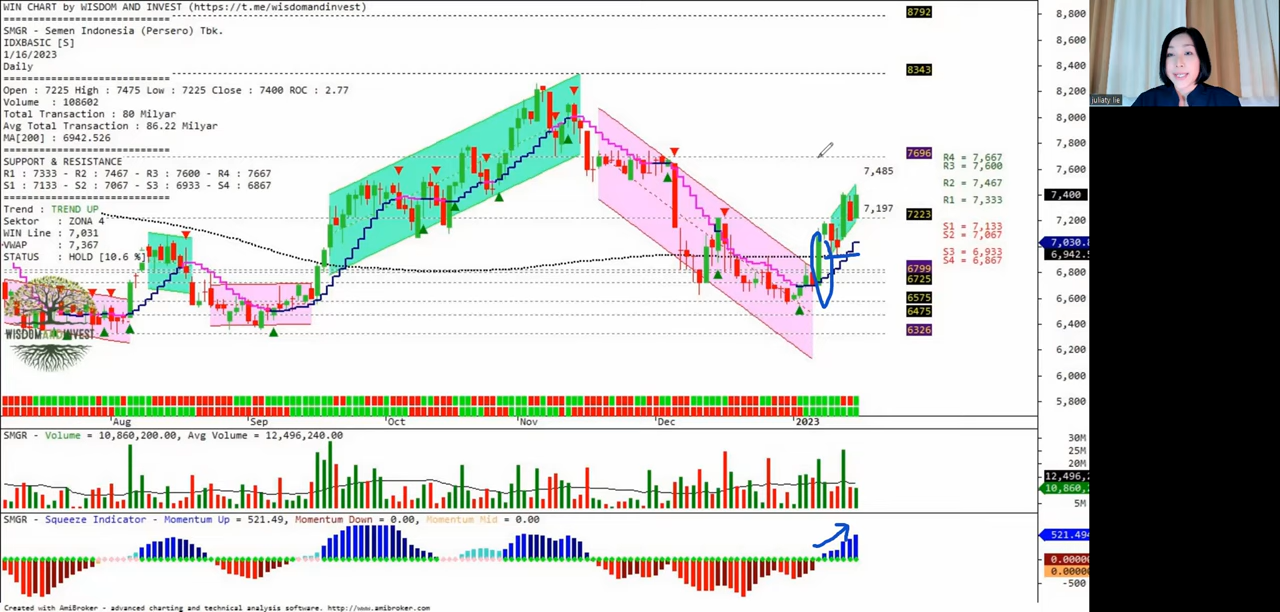 WIN CHART by WISDOM AND INVEST (https://t.me/wisdomandinvest)
SMGR - Semen Indonesia (Persero) Tbk.
IDXBASIC [S]
1/16/2023
Daily
Open : 7225 High : 7475 Low : 7225 Close : 7400 ROC : 2.77
Volume : 108602
Total Transaction : 80 Milyar
Avg Total Transaction : 86.22 Milyar
MA[200] : 6942.526
SUPPORT & RESISTANCE
R1 : 7333 - R2 : 7467 - R3 : 7600 - R4 : 7667
S1 : 7133 - S2 : 7067 - S3 : 6933 - S4 : 6867
Trend : TREND UP
Sektor : ZONA 4
WIN Line : 7,031
VWAP : 7,367
STATUS : HOLD [10.6 %]
WISDOM AND INVEST
8792
8343
7696
7,485
7,197
7223
6799
6725
6575
6475
6326
R4 = 7,667
R3 = 7,600
R2 = 7,467
R1 = 7,333
S1 = 7,133
S2 = 7,067
S3 = 6,933
S4 = 6,867
8,800
8,600
8,400
8,200
8,000
7,800
7,600
7,400
7,200
7,030.8
6,942.5
6,800
6,600
6,400
6,200
6,000
5,800
juliaty lie
Aug Sep Oct Nov Dec 2023
SMGR - Volume = 10,860,200.00, Avg Volume = 12,496,240.00
30M
25M
20M
12,496,2
10,860,
5M
SMGR - Squeeze Indicator - Momentum Up = 521.49, Momentum Down = 0.00, Momentum Mid = 0.00
521.494
0.00000
0.00000
-500
Created with AmiBroker - advanced charting and technical analysis software. http://www.amibroker.com